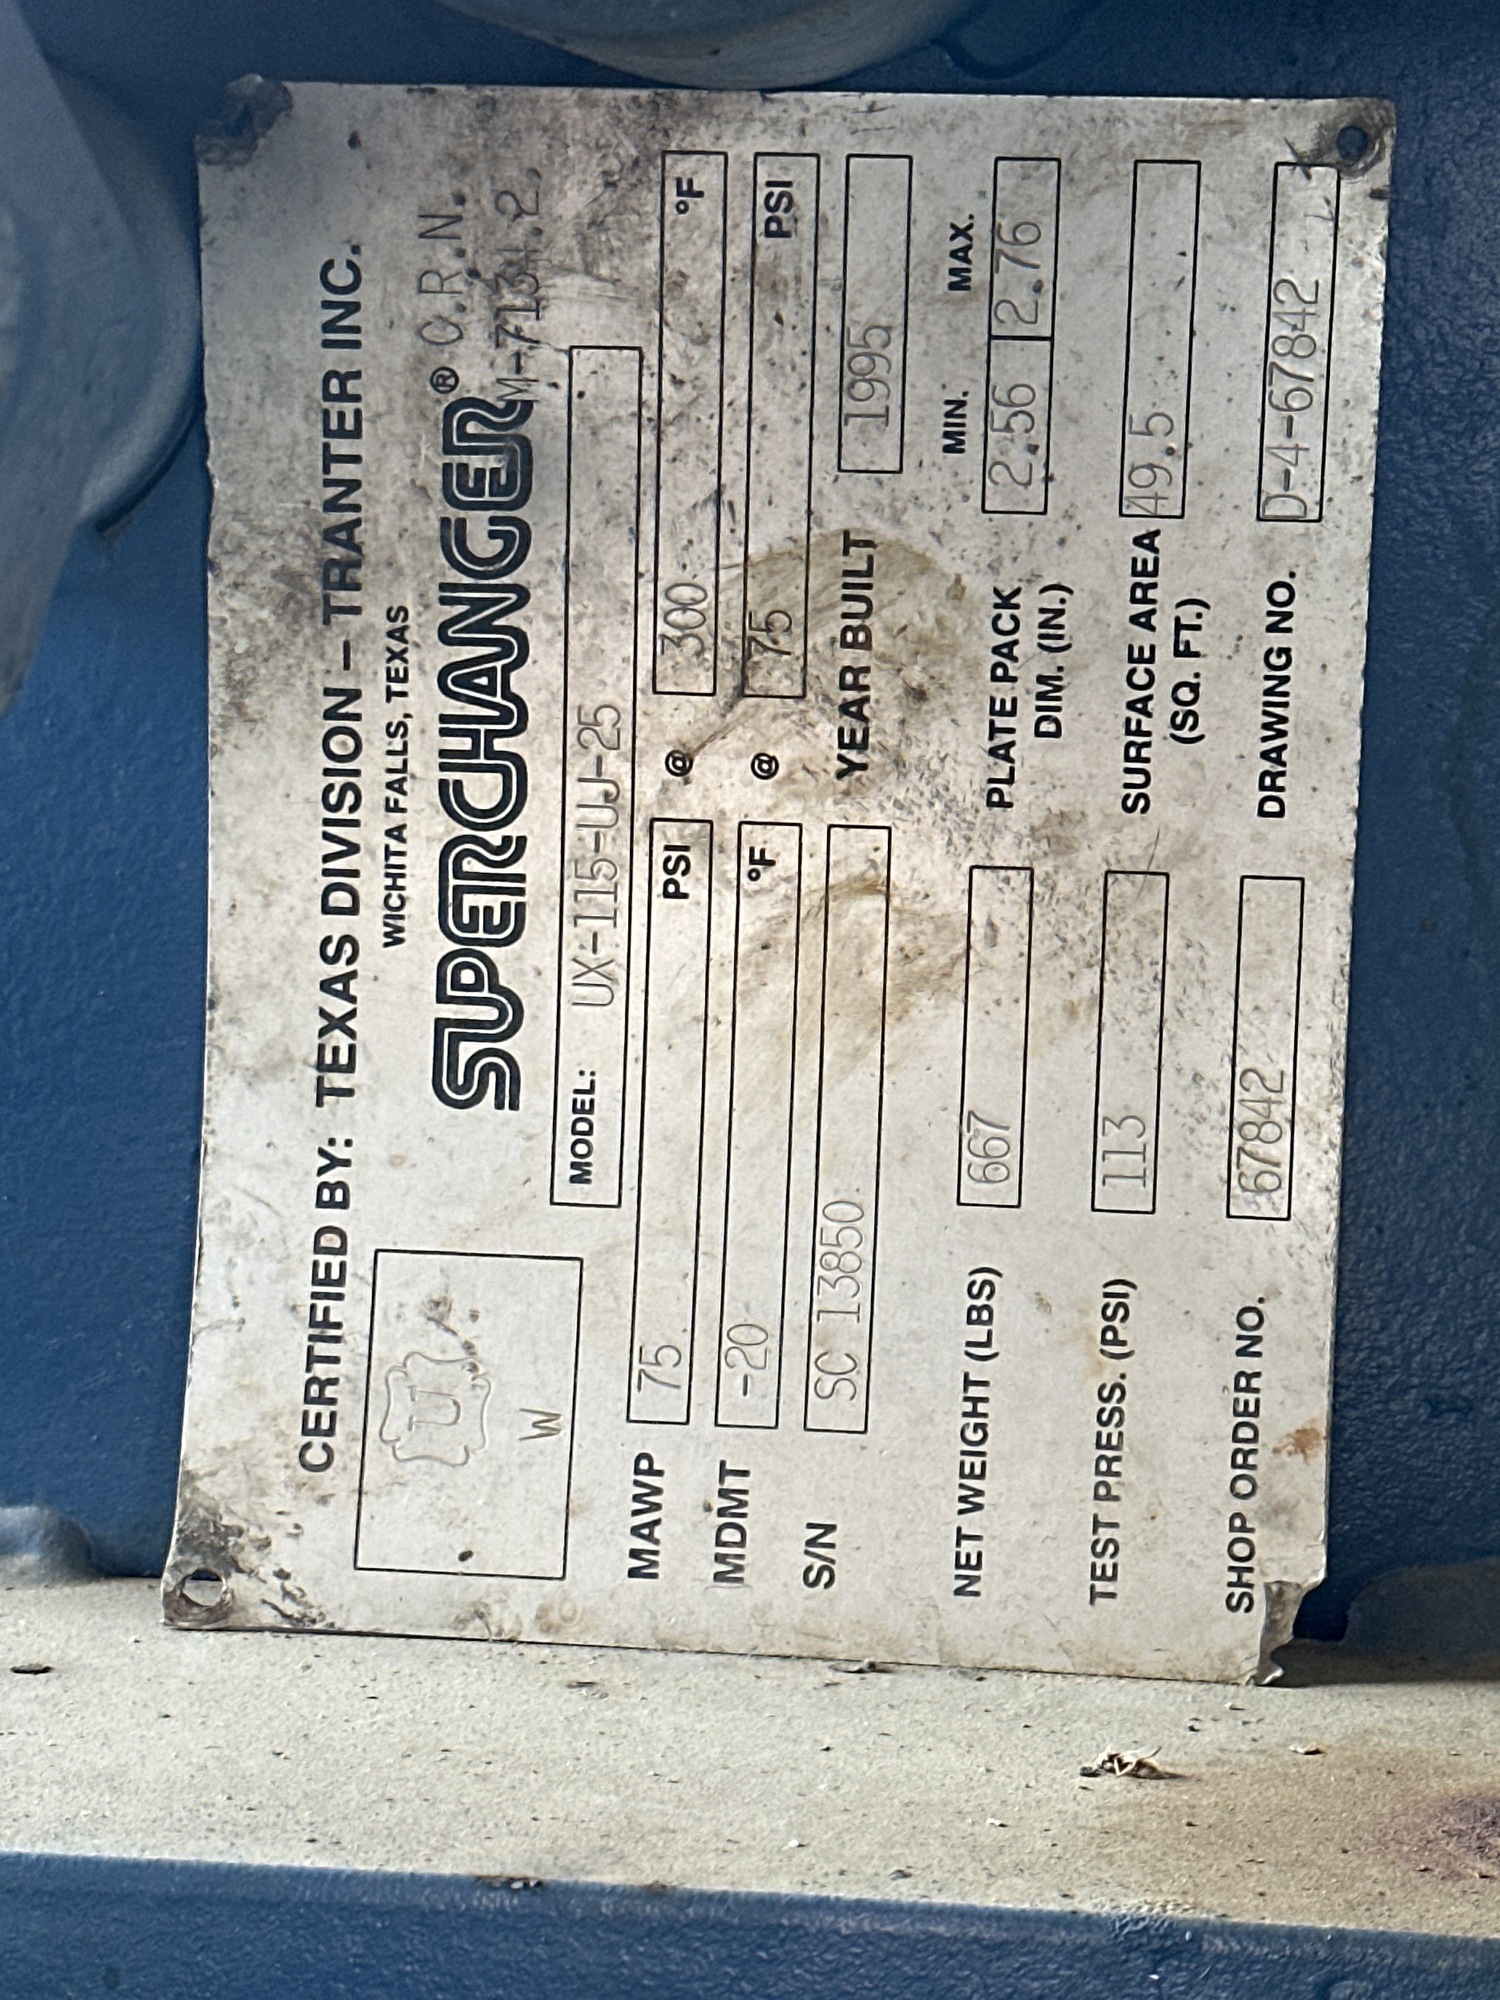 CERTIFIED BY: TEXAS DIVISION – TRANTER INC.
WICHITA FALLS, TEXAS
U
W
SUPERCHANGER® C.R.N.
MODEL: UX-115-UJ-25
MAWP 75 PSI @ 300 °F
MDMT -20 °F @ 75 PSI
S/N SC 13850 YEAR BUILT 1995
MIN. MAX.
NET WEIGHT (LBS) 667 PLATE PACK DIM. (IN.) 2.56 2.76
TEST PRESS. (PSI) 113 SURFACE AREA (SQ. FT.) 49.5
SHOP ORDER NO. 67842 DRAWING NO. D-4-67842